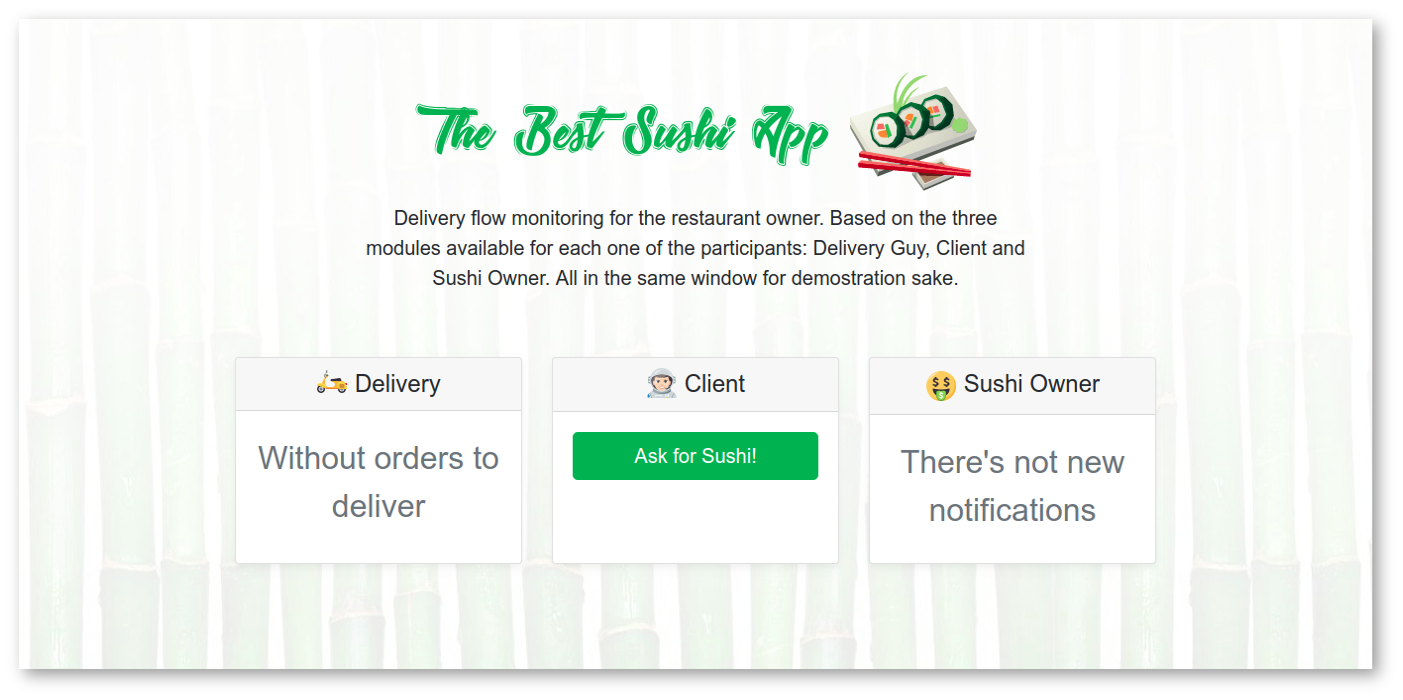 The Best Sushi App
Delivery flow monitoring for the restaurant owner. Based on the three
modules available for each one of the participants: Delivery Guy, Client and
Sushi Owner. All in the same window for demostration sake.
Delivery
Without orders to
deliver
Client
Ask for Sushi!
Sushi Owner
There's not new
notifications